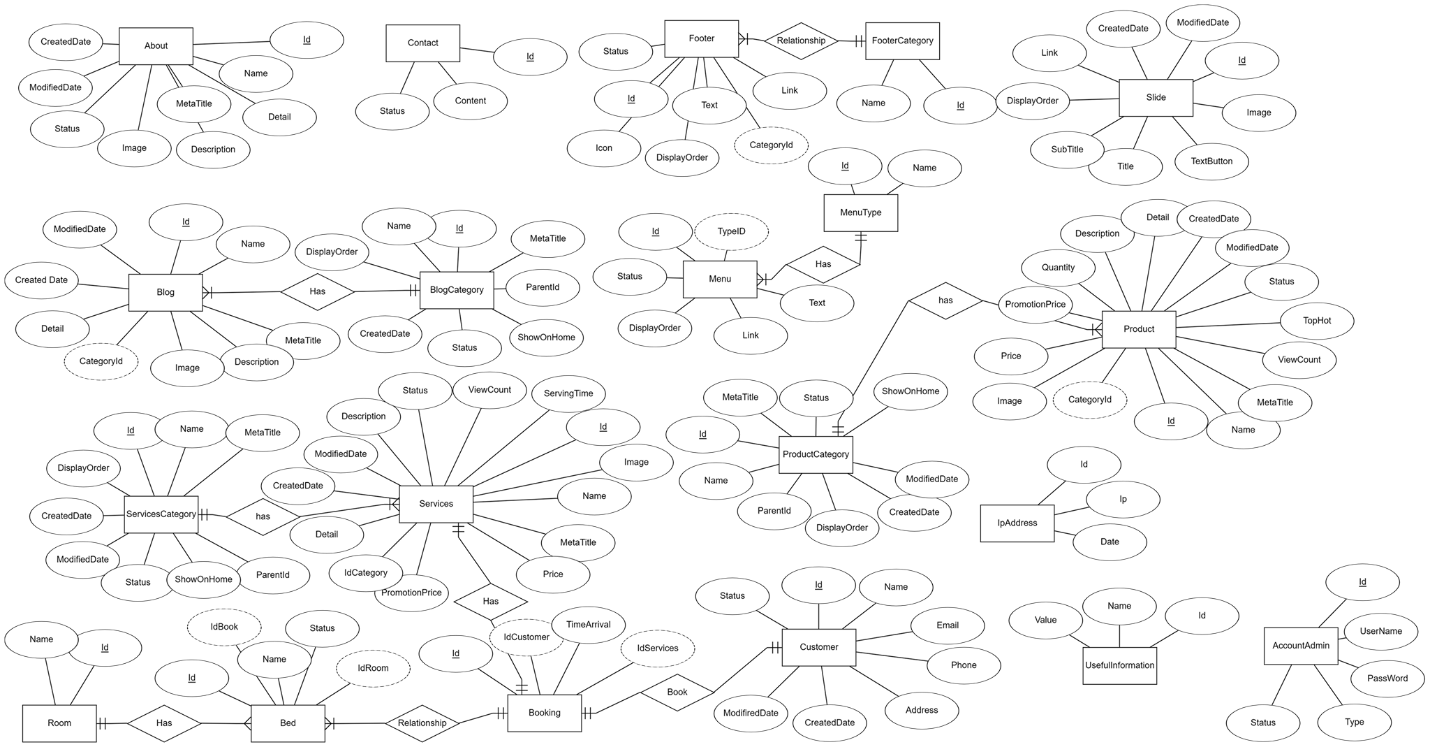 CreatedDate
About
Id
ModifiedDate
Name
MetaTitle
Status
Detail
Image
Description
Contact
Id
Status
Content
Footer
Relationship
FooterCategory
Status
Id
Text
Link
Icon
DisplayOrder
CategoryId
Name
Id
CreatedDate
ModifiedDate
Link
Id
DisplayOrder
Slide
Image
SubTitle
Title
TextButton
Id
Name
MenuType
ModifiedDate
Id
Name
Created Date
Blog
Has
Detail
CategoryId
Image
Description
MetaTitle
Name
Id
DisplayOrder
MetaTitle
BlogCategory
ParentId
CreatedDate
Status
ShowOnHome
Id
TypeID
Status
Menu
Has
Text
DisplayOrder
Link
Description
Detail
CreatedDate
ModifiedDate
Quantity
Status
has
PromotionPrice
Product
TopHot
Price
ViewCount
Image
CategoryId
Id
Name
MetaTitle
Id
Name
MetaTitle
DisplayOrder
CreatedDate
ServicesCategory
has
ModifiedDate
Status
ShowOnHome
ParentId
Status
ViewCount
ServingTime
Description
Id
ModifiedDate
Image
CreatedDate
Services
Name
Detail
MetaTitle
IdCategory
PromotionPrice
Price
Has
MetaTitle
Status
ShowOnHome
Id
ProductCategory
Name
ModifiedDate
ParentId
DisplayOrder
CreatedDate
Id
IpAddress
Ip
Date
Name
Id
Room
Has
IdBook
Status
Name
IdRoom
Id
Bed
Relationship
Id
IdCustomer
TimeArrival
IdServices
Booking
Book
Status
Id
Name
Email
Customer
Phone
ModifiredDate
CreatedDate
Address
Value
Name
Id
UsefulInformation
Id
AccountAdmin
UserName
PassWord
Status
Type